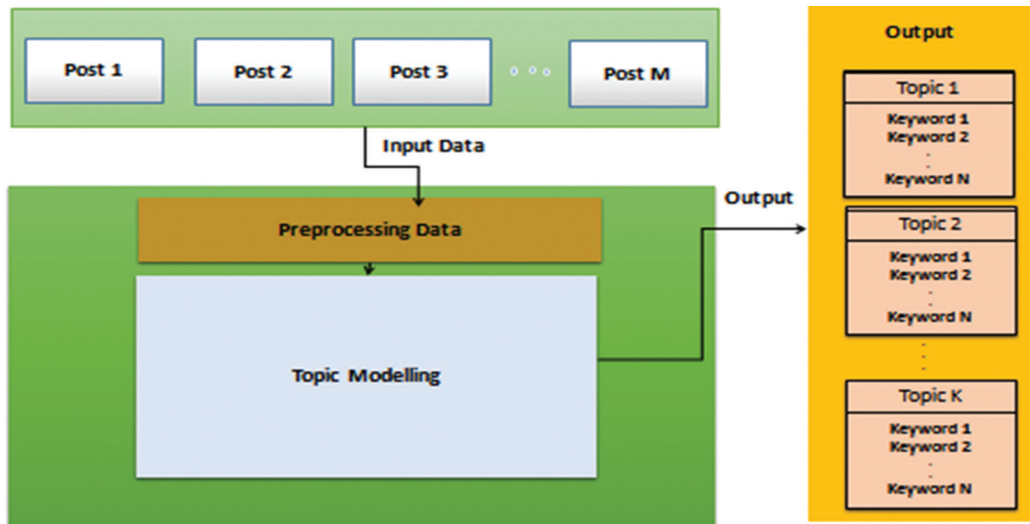 Post 1
Post 2
Post 3
Post M
Input Data
Preprocessing Data
Topic Modelling
Output
Output
Topic 1
Keyword 1
Keyword 2
.
.
Keyword N
Topic 2
Keyword 1
Keyword 2
.
.
Keyword N
.
.
.
Topic K
Keyword 1
Keyword 2
.
.
Keyword N